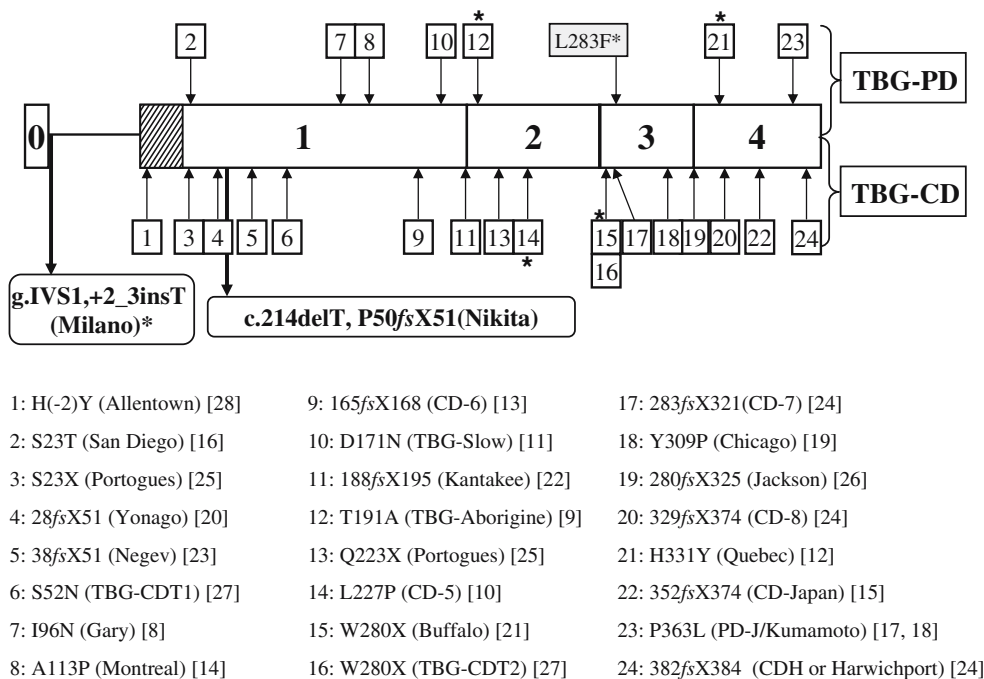 * * *
2 7 8 10 12 L283F* 21 23
TBG-PD
0 1 2 3 4
TBG-CD
1 3 4 5 6 9 11 13 14 15 17 18 19 20 22 24
* 16
*
g.IVS1,+2_3insT
(Milano)*
c.214delT, P50fsX51(Nikita)
1: H(-2)Y (Allentown) [28]
2: S23T (San Diego) [16]
3: S23X (Portogues) [25]
4: 28fsX51 (Yonago) [20]
5: 38fsX51 (Negev) [23]
6: S52N (TBG-CDT1) [27]
7: I96N (Gary) [8]
8: A113P (Montreal) [14]
9: 165fsX168 (CD-6) [13]
10: D171N (TBG-Slow) [11]
11: 188fsX195 (Kantakee) [22]
12: T191A (TBG-Aborigine) [9]
13: Q223X (Portogues) [25]
14: L227P (CD-5) [10]
15: W280X (Buffalo) [21]
16: W280X (TBG-CDT2) [27]
17: 283fsX321(CD-7) [24]
18: Y309P (Chicago) [19]
19: 280fsX325 (Jackson) [26]
20: 329fsX374 (CD-8) [24]
21: H331Y (Quebec) [12]
22: 352fsX374 (CD-Japan) [15]
23: P363L (PD-J/Kumamoto) [17, 18]
24: 382fsX384 (CDH or Harwichport) [24]